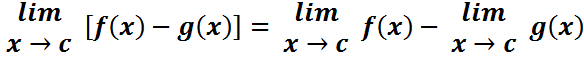 lim [f(x) − g(x)] = lim f(x) − lim g(x)
x → c x → c x → c